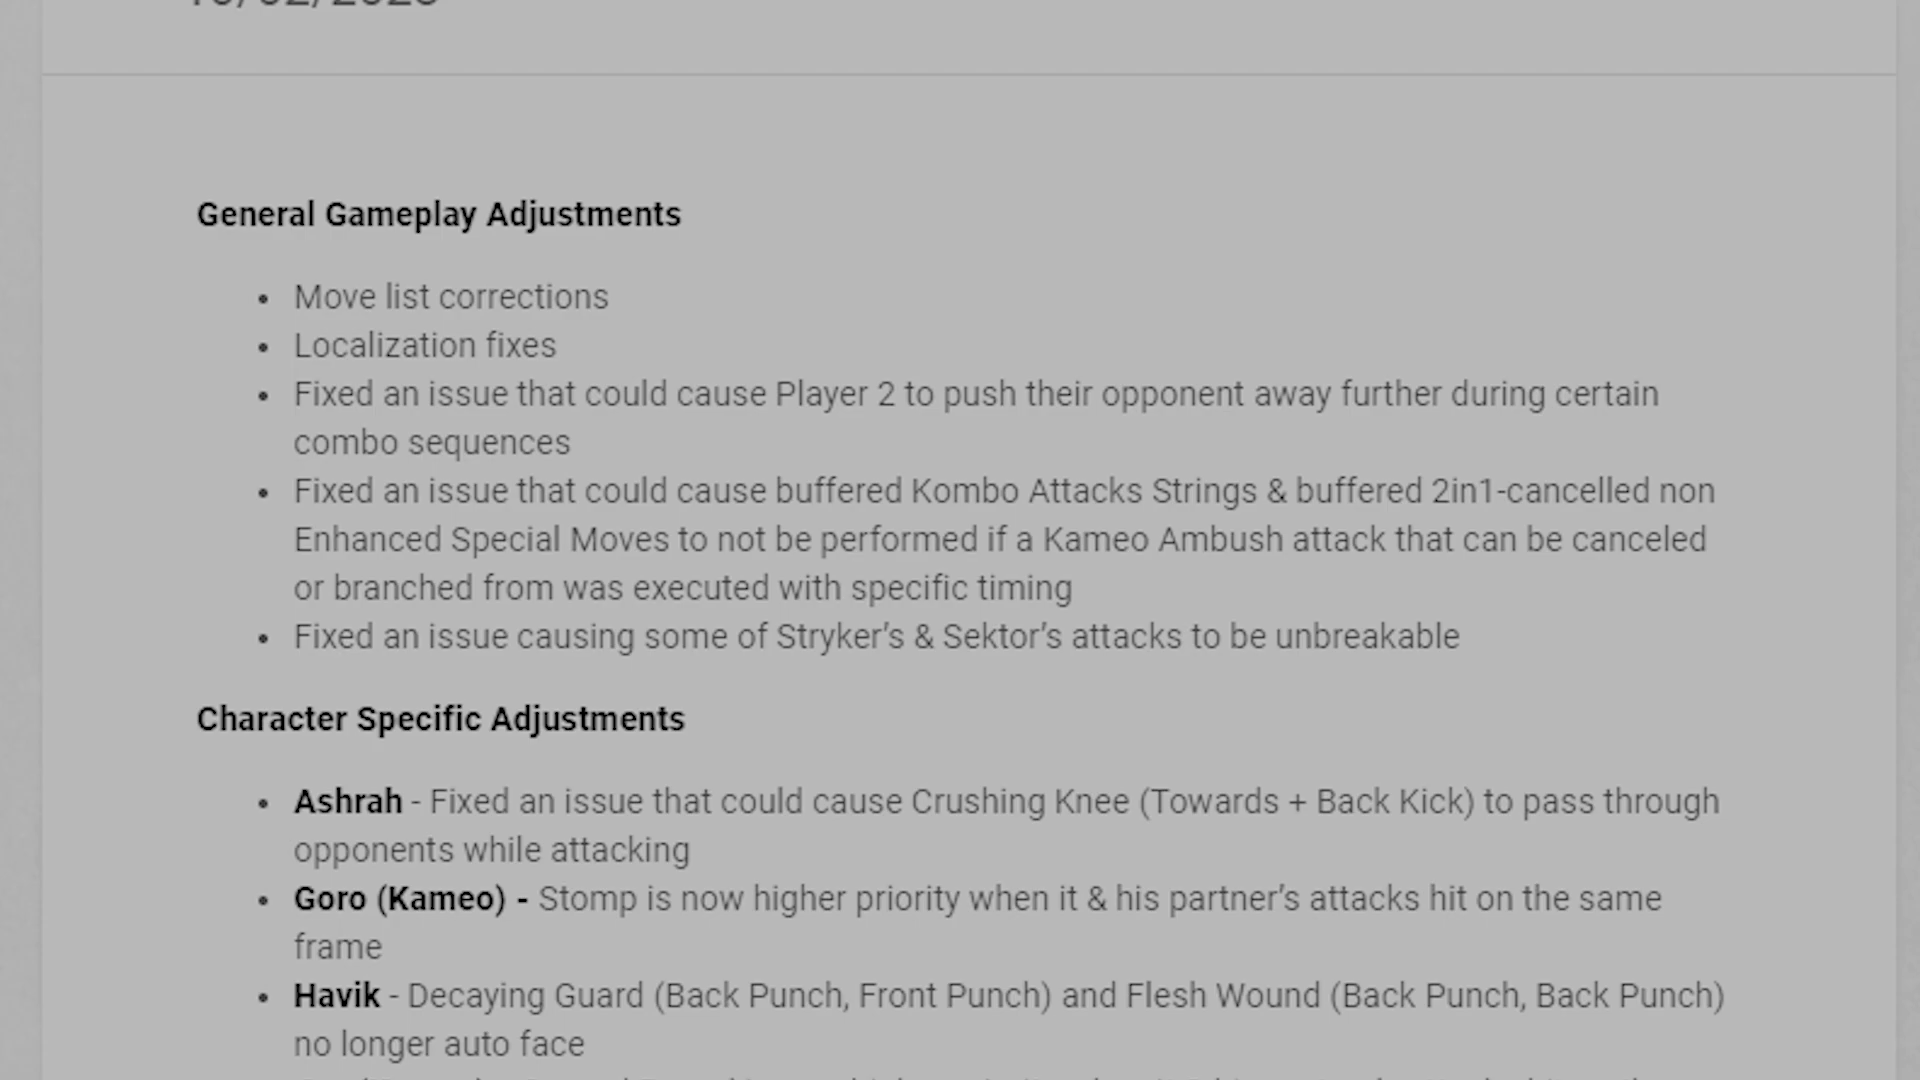 General Gameplay Adjustments
• Move list corrections
• Localization fixes
• Fixed an issue that could cause Player 2 to push their opponent away further during certain
combo sequences
• Fixed an issue that could cause buffered Kombo Attacks Strings & buffered 2in1-cancelled non
Enhanced Special Moves to not be performed if a Kameo Ambush attack that can be canceled
or branched from was executed with specific timing
• Fixed an issue causing some of Stryker’s & Sektor’s attacks to be unbreakable
Character Specific Adjustments
• Ashrah - Fixed an issue that could cause Crushing Knee (Towards + Back Kick) to pass through
opponents while attacking
• Goro (Kameo) - Stomp is now higher priority when it & his partner’s attacks hit on the same
frame
• Havik - Decaying Guard (Back Punch, Front Punch) and Flesh Wound (Back Punch, Back Punch)
no longer auto face